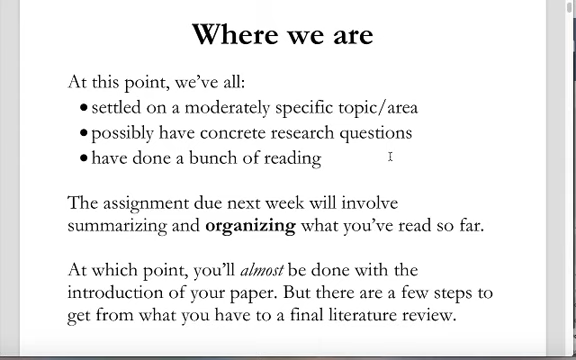 Where we are
At this point, we've all:
• settled on a moderately specific topic/area
• possibly have concrete research questions
• have done a bunch of reading
The assignment due next week will involve
summarizing and organizing what you've read so far.
At which point, you'll almost be done with the
introduction of your paper. But there are a few steps to
get from what you have to a final literature review.